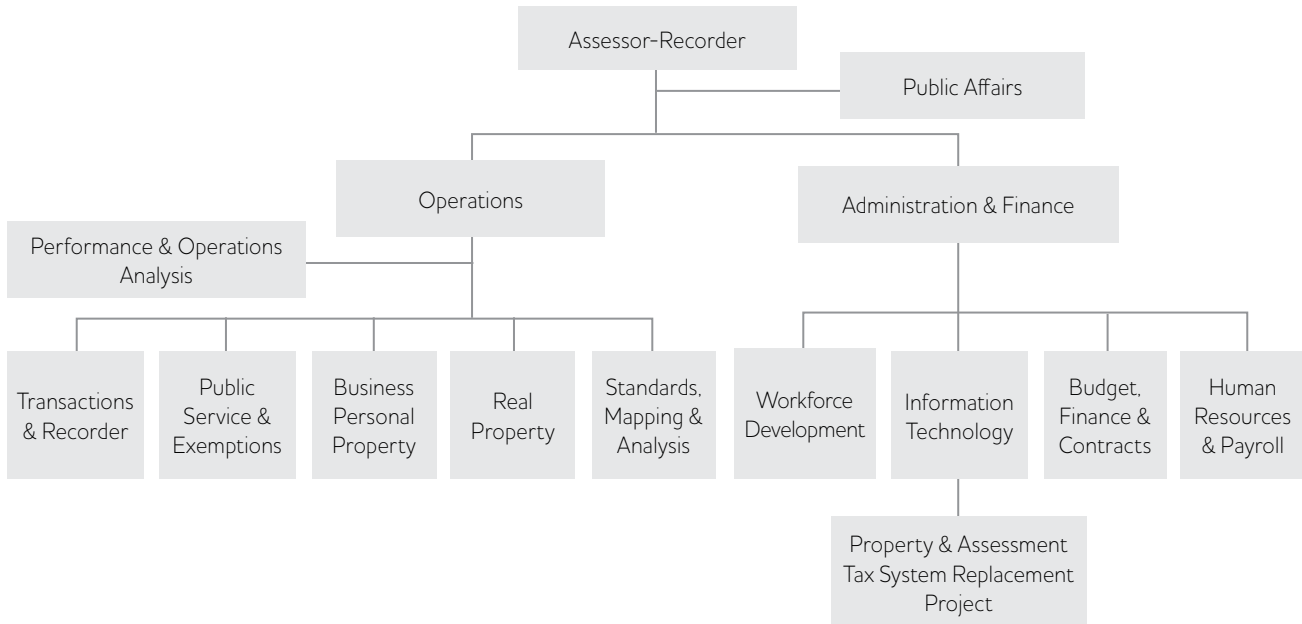 Assessor-Recorder
Public Affairs
Operations
Administration & Finance
Performance & Operations
Analysis
Transactions
& Recorder
Public
Service &
Exemptions
Business
Personal
Property
Real
Property
Standards,
Mapping &
Analysis
Workforce
Development
Information
Technology
Budget,
Finance &
Contracts
Human
Resources
& Payroll
Property & Assessment
Tax System Replacement
Project